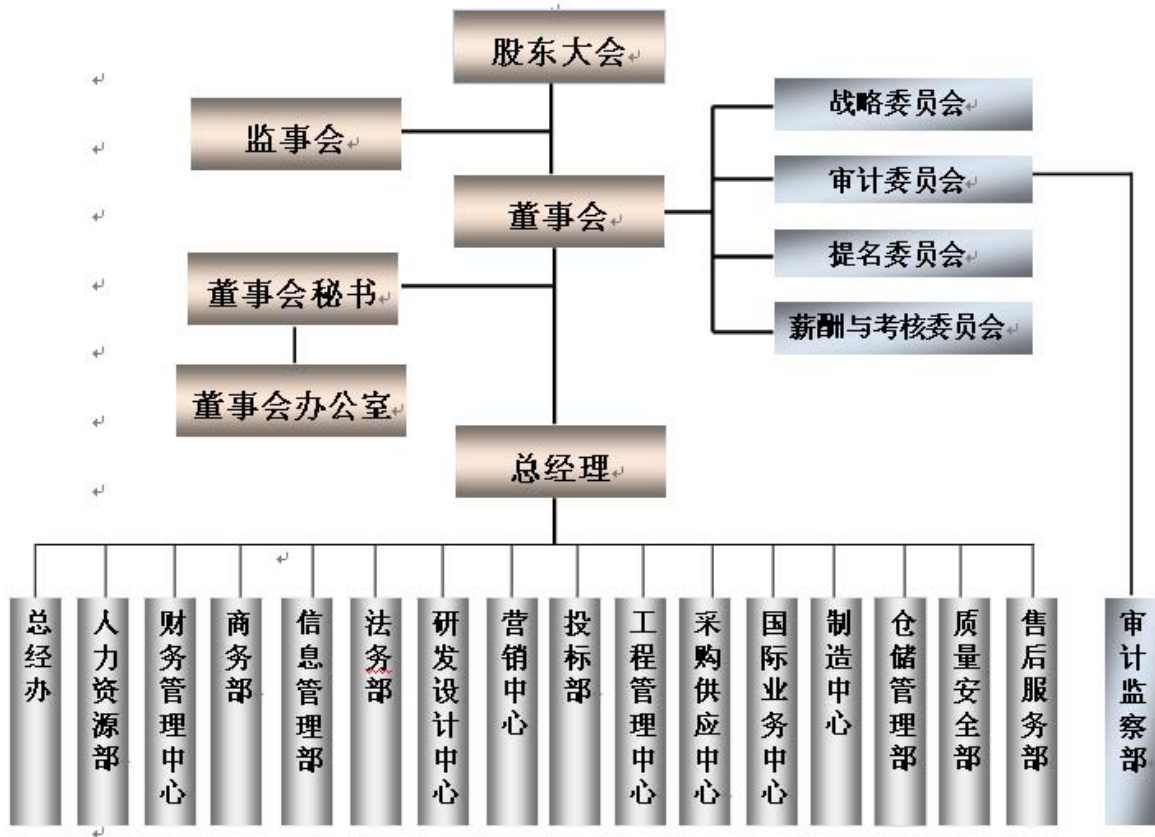 股东大会
监事会
战略委员会
审计委员会
董事会
提名委员会
董事会秘书
薪酬与考核委员会
董事会办公室
总经理
总经办
人力资源部
财务管理中心
商务部
信息管理部
法务部
研发设计中心
营销中心
投标部
工程管理中心
采购供应中心
国际业务中心
制造中心
仓储管理部
质量安全部
售后服务部
审计监察部